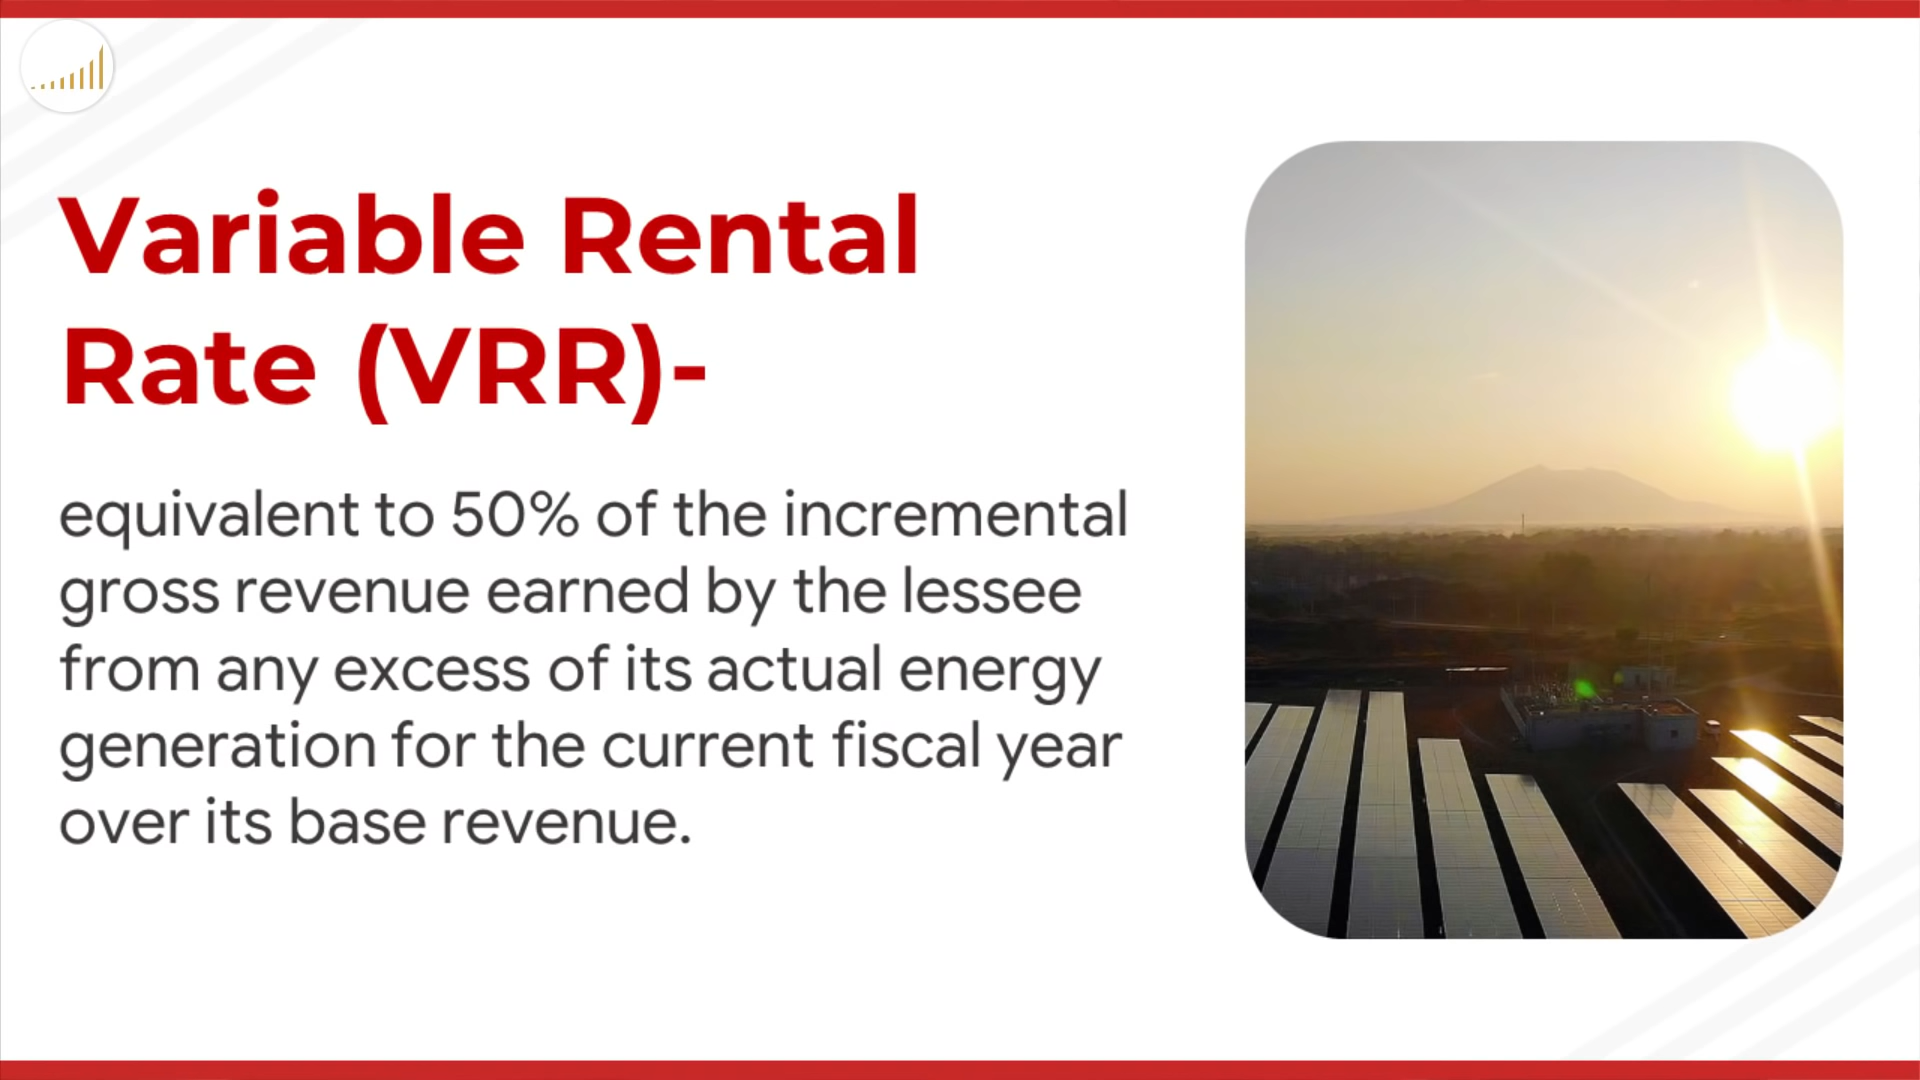 Variable Rental
Rate (VRR)-
equivalent to 50% of the incremental
gross revenue earned by the lessee
from any excess of its actual energy
generation for the current fiscal year
over its base revenue.